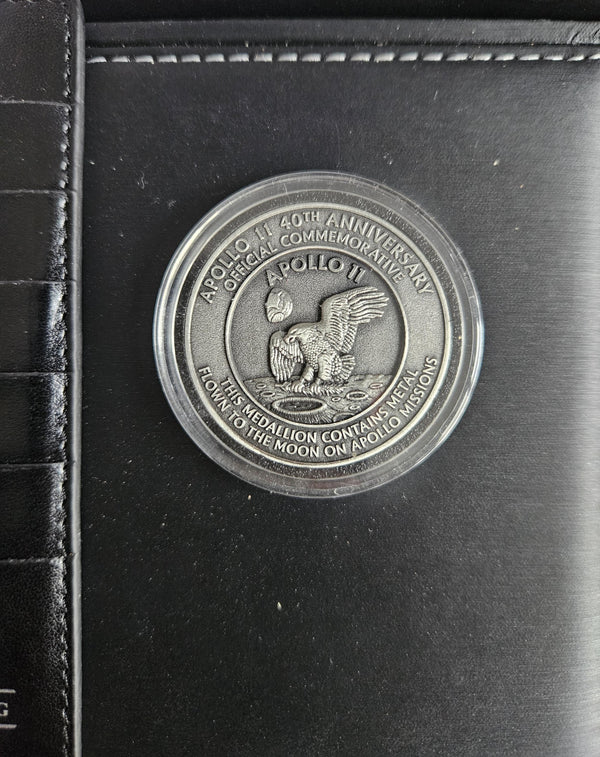 APOLLO 11 40TH ANNIVERSARY
OFFICIAL COMMEMORATIVE
APOLLO 11
THIS MEDALLION CONTAINS METAL
FLOWN TO THE MOON ON APOLLO MISSIONS
G